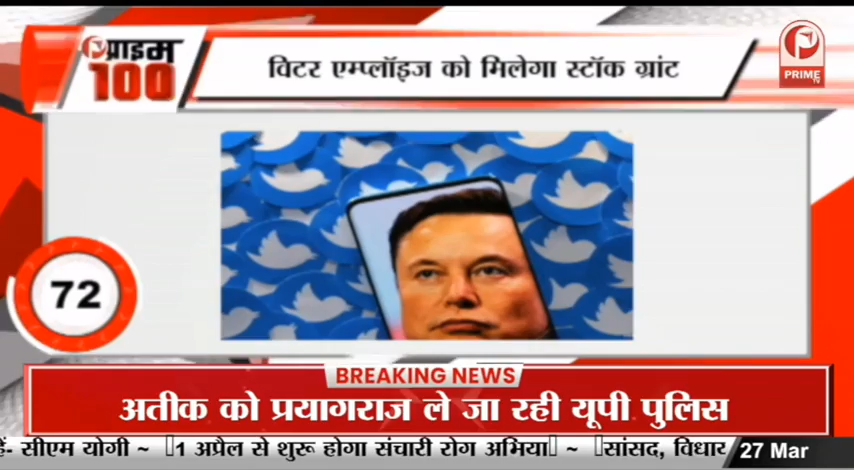 प्राइम
100
विटर एम्प्लॉइज को मिलेगा स्टॉक ग्रांट
PRIME
TV
72
BREAKING NEWS
अतीक को प्रयागराज ले जा रही यूपी पुलिस
हैं- सीएम योगी ~ 1 अप्रैल से शुरू होगा संचारी रोग अभिया ~ सांसद, विधार
27 Mar